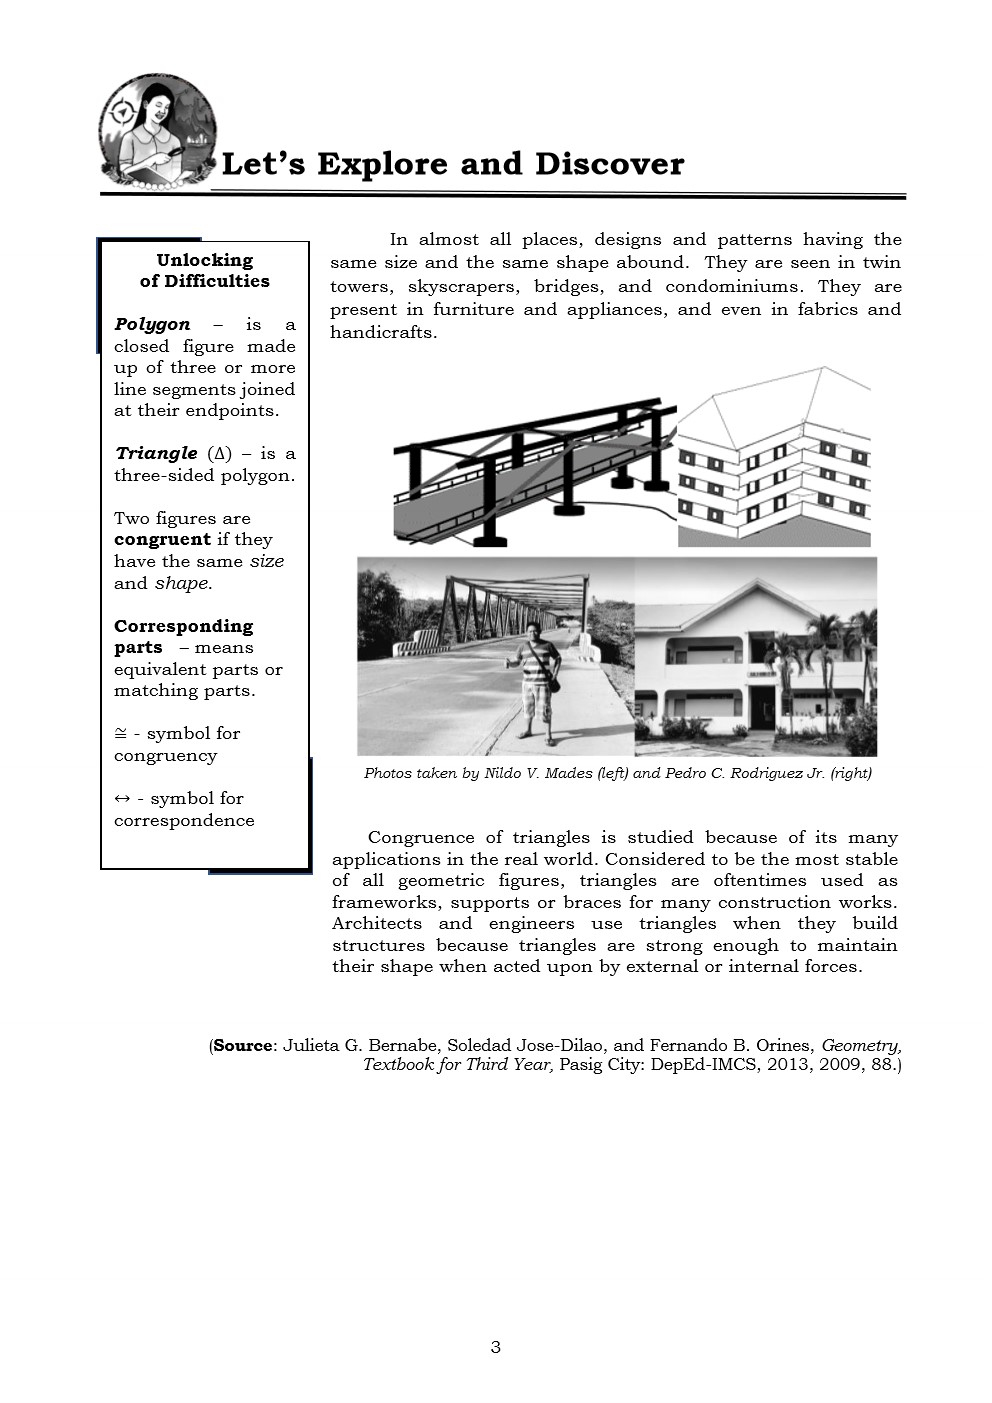 Let's Explore and Discover
Unlocking
of Difficulties
Polygon – is a
closed figure made
up of three or more
line segments joined
at their endpoints.
Triangle (Δ) – is a
three-sided polygon.
Two figures are
congruent if they
have the same size
and shape.
Corresponding
parts – means
equivalent parts or
matching parts.
≅ - symbol for
congruency
↔ - symbol for
correspondence
In almost all places, designs and patterns having the
same size and the same shape abound. They are seen in twin
towers, skyscrapers, bridges, and condominiums. They are
present in furniture and appliances, and even in fabrics and
handicrafts.
Photos taken by Nildo V. Mades (left) and Pedro C. Rodriguez Jr. (right)
Congruence of triangles is studied because of its many
applications in the real world. Considered to be the most stable
of all geometric figures, triangles are oftentimes used as
frameworks, supports or braces for many construction works.
Architects and engineers use triangles when they build
structures because triangles are strong enough to maintain
their shape when acted upon by external or internal forces.
(Source: Julieta G. Bernabe, Soledad Jose-Dilao, and Fernando B. Orines, Geometry,
Textbook for Third Year, Pasig City: DepEd-IMCS, 2013, 2009, 88.)
3